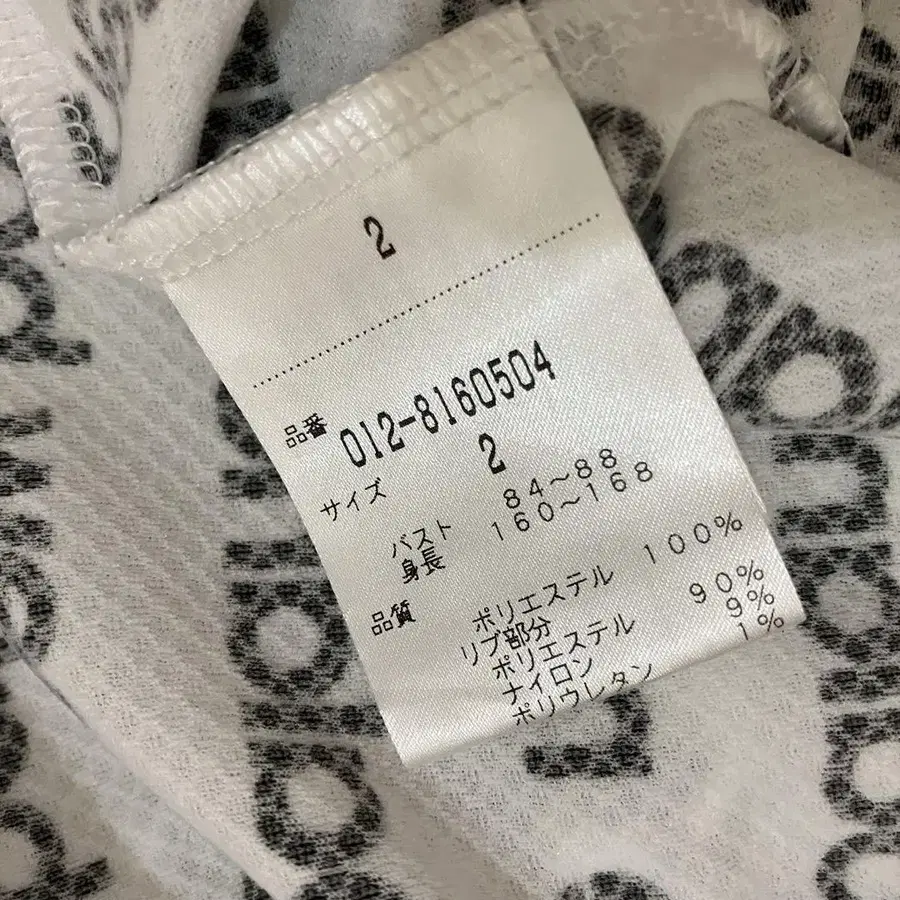 2
品番 012-8160504
サイズ 2
バスト 84～88
身長 160～168
品質 ポリエステル 100%
リブ部分
ポリエステル 90%
ナイロン 9%
ポリウレタン 1%